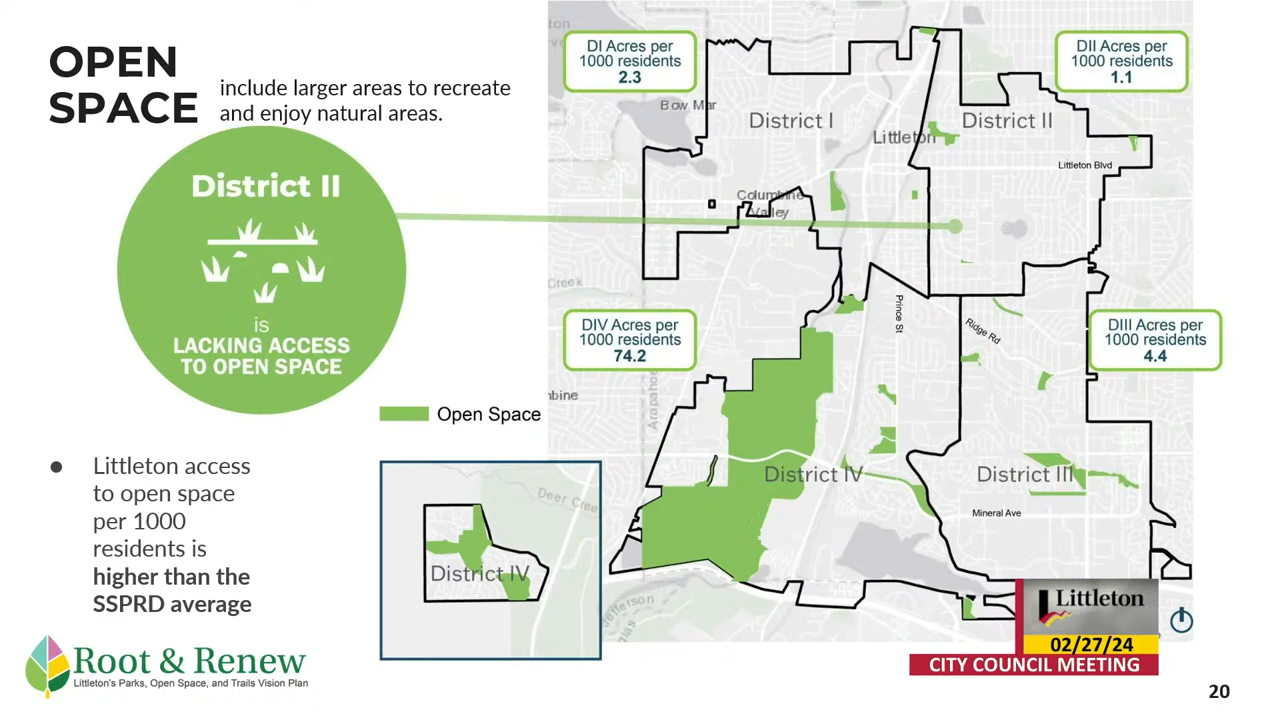 OPEN
SPACE
include larger areas to recreate
and enjoy natural areas.
District II
is
LACKING ACCESS
TO OPEN SPACE
Open Space
● Littleton access
to open space
per 1000
residents is
higher than the
SSPRD average
DI Acres per
1000 residents
2.3
DII Acres per
1000 residents
1.1
DIV Acres per
1000 residents
74.2
DIII Acres per
1000 residents
4.4
Bow Mar
District I
Littleton
District II
Littleton Blvd
Columbine
Valley
Creek
Prince St
Ridge Rd
Arapahoe
District IV
District III
Mineral Ave
Jefferson
Deer Creek
District IV
Root & Renew
Littleton's Parks, Open Space, and Trails Vision Plan
Littleton
02/27/24
CITY COUNCIL MEETING
20